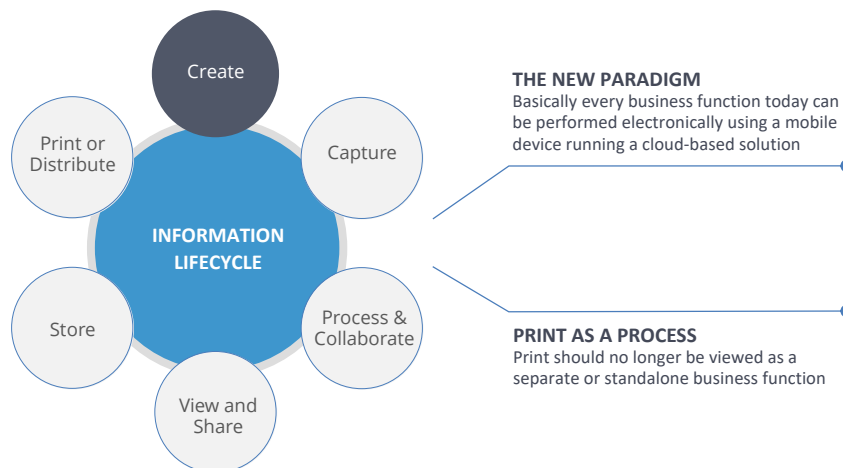 Create
Capture
Process &
Collaborate
View and
Share
Store
Print or
Distribute
INFORMATION
LIFECYCLE
THE NEW PARADIGM
Basically every business function today can
be performed electronically using a mobile
device running a cloud-based solution
PRINT AS A PROCESS
Print should no longer be viewed as a
separate or standalone business function